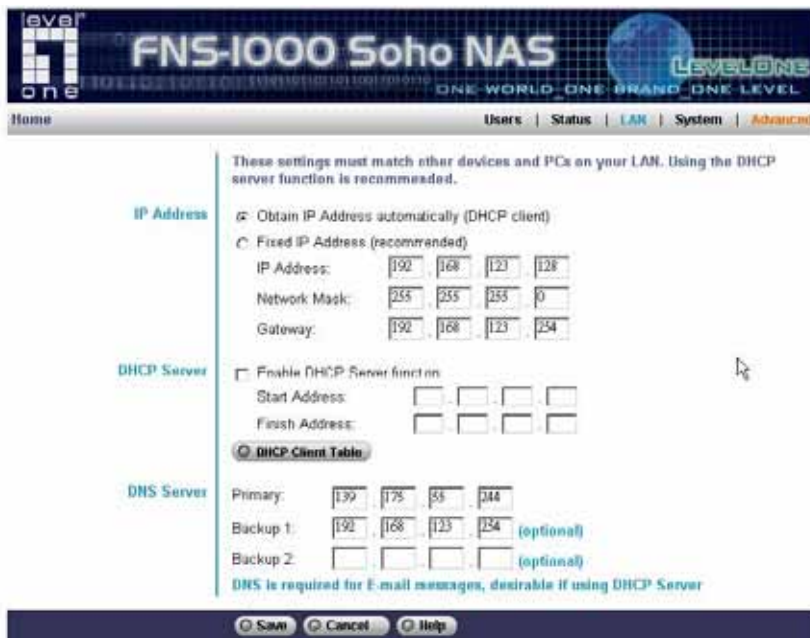 level
one
FNS-1000 Soho NAS
LEVELONE
ONE WORLD_ONE BRAND_ONE LEVEL
Home
Users | Status | LAN | System | Advanced
These settings must match other devices and PCs on your LAN. Using the DHCP
server function is recommended.
IP Address
Obtain IP Address automatically (DHCP client)
Fixed IP Address (recommended)
IP Address: 192 . 168 . 123 . 128
Network Mask: 255 . 255 . 255 . 0
Gateway: 192 . 168 . 123 . 254
DHCP Server
Enable DHCP Server function
Start Address: . . .
Finish Address: . . .
DHCP Client Table
DNS Server
Primary: 139 . 175 . 55 . 244
Backup 1: 192 . 168 . 123 . 254 (optional)
Backup 2: . . . (optional)
DNS is required for E-mail messages, desirable if using DHCP Server
Save Cancel Help